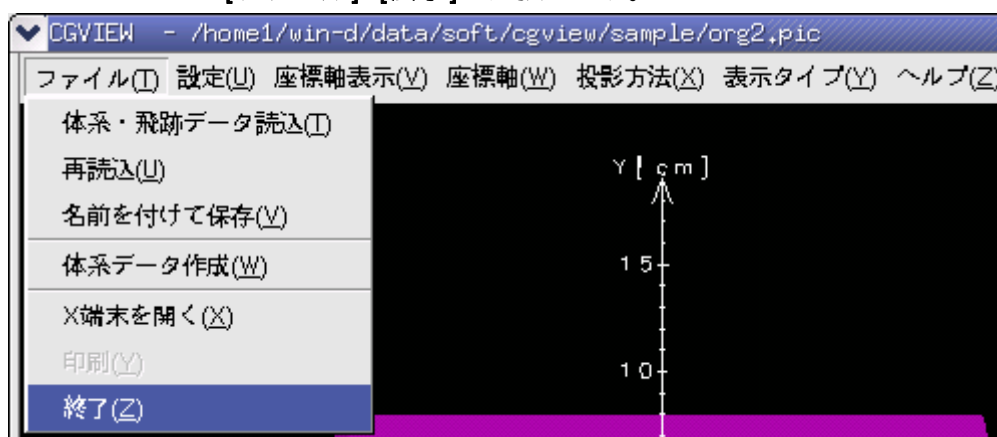 CGVIEW - /home1/win-d/data/soft/cgview/sample/org2.pic
ファイル(T) 設定(U) 座標軸表示(V) 座標軸(W) 投影方法(X) 表示タイプ(Y) ヘルプ(Z)
体系・飛跡データ読込(T)
再読込(U)
名前を付けて保存(V)
体系データ作成(W)
X端末を開く(X)
印刷(Y)
終了(Z)
Y[cm]
15
10